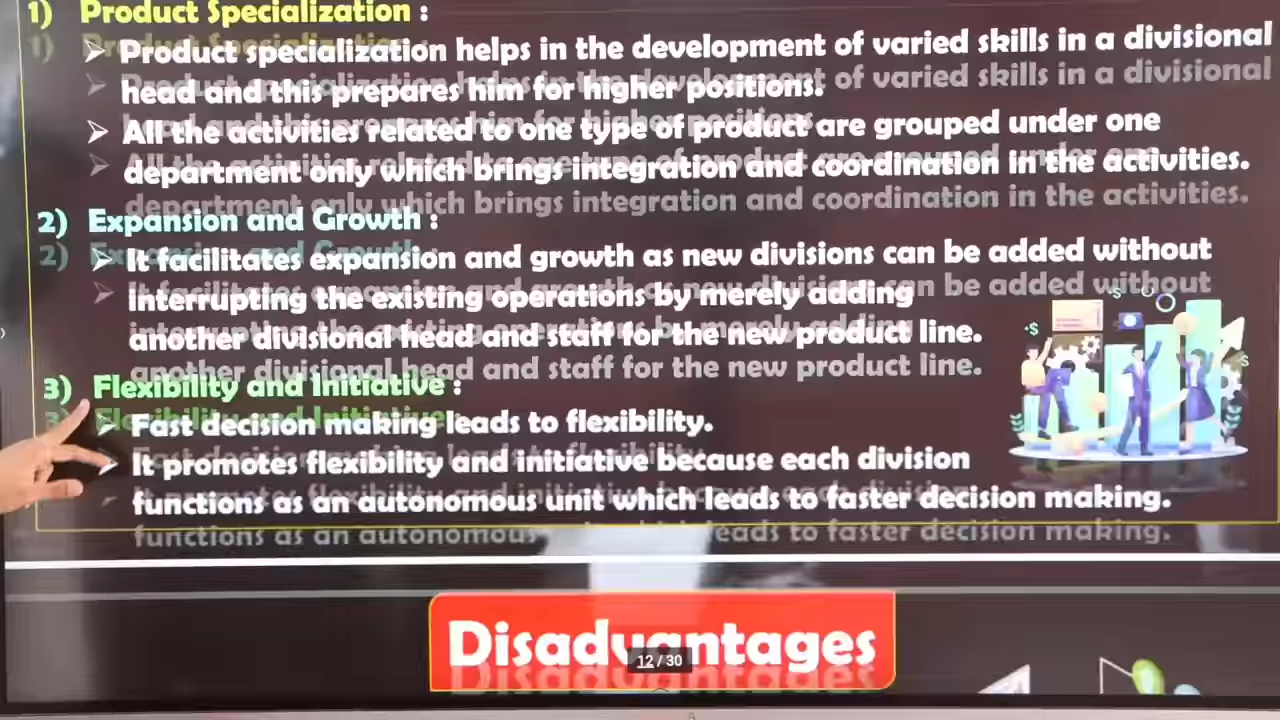 1) Product Specialization :
➢ Product specialization helps in the development of varied skills in a divisional
head and this prepares him for higher positions.
➢ All the activities related to one type of product are grouped under one
department only which brings integration and coordination in the activities.
2) Expansion and Growth :
➢ It facilitates expansion and growth as new divisions can be added without
interrupting the existing operations by merely adding
another divisional head and staff for the new product line.
3) Flexibility and Initiative :
➢ Fast decision making leads to flexibility.
➢ It promotes flexibility and initiative because each division
functions as an autonomous unit which leads to faster decision making.
Disadvantages
12 / 30